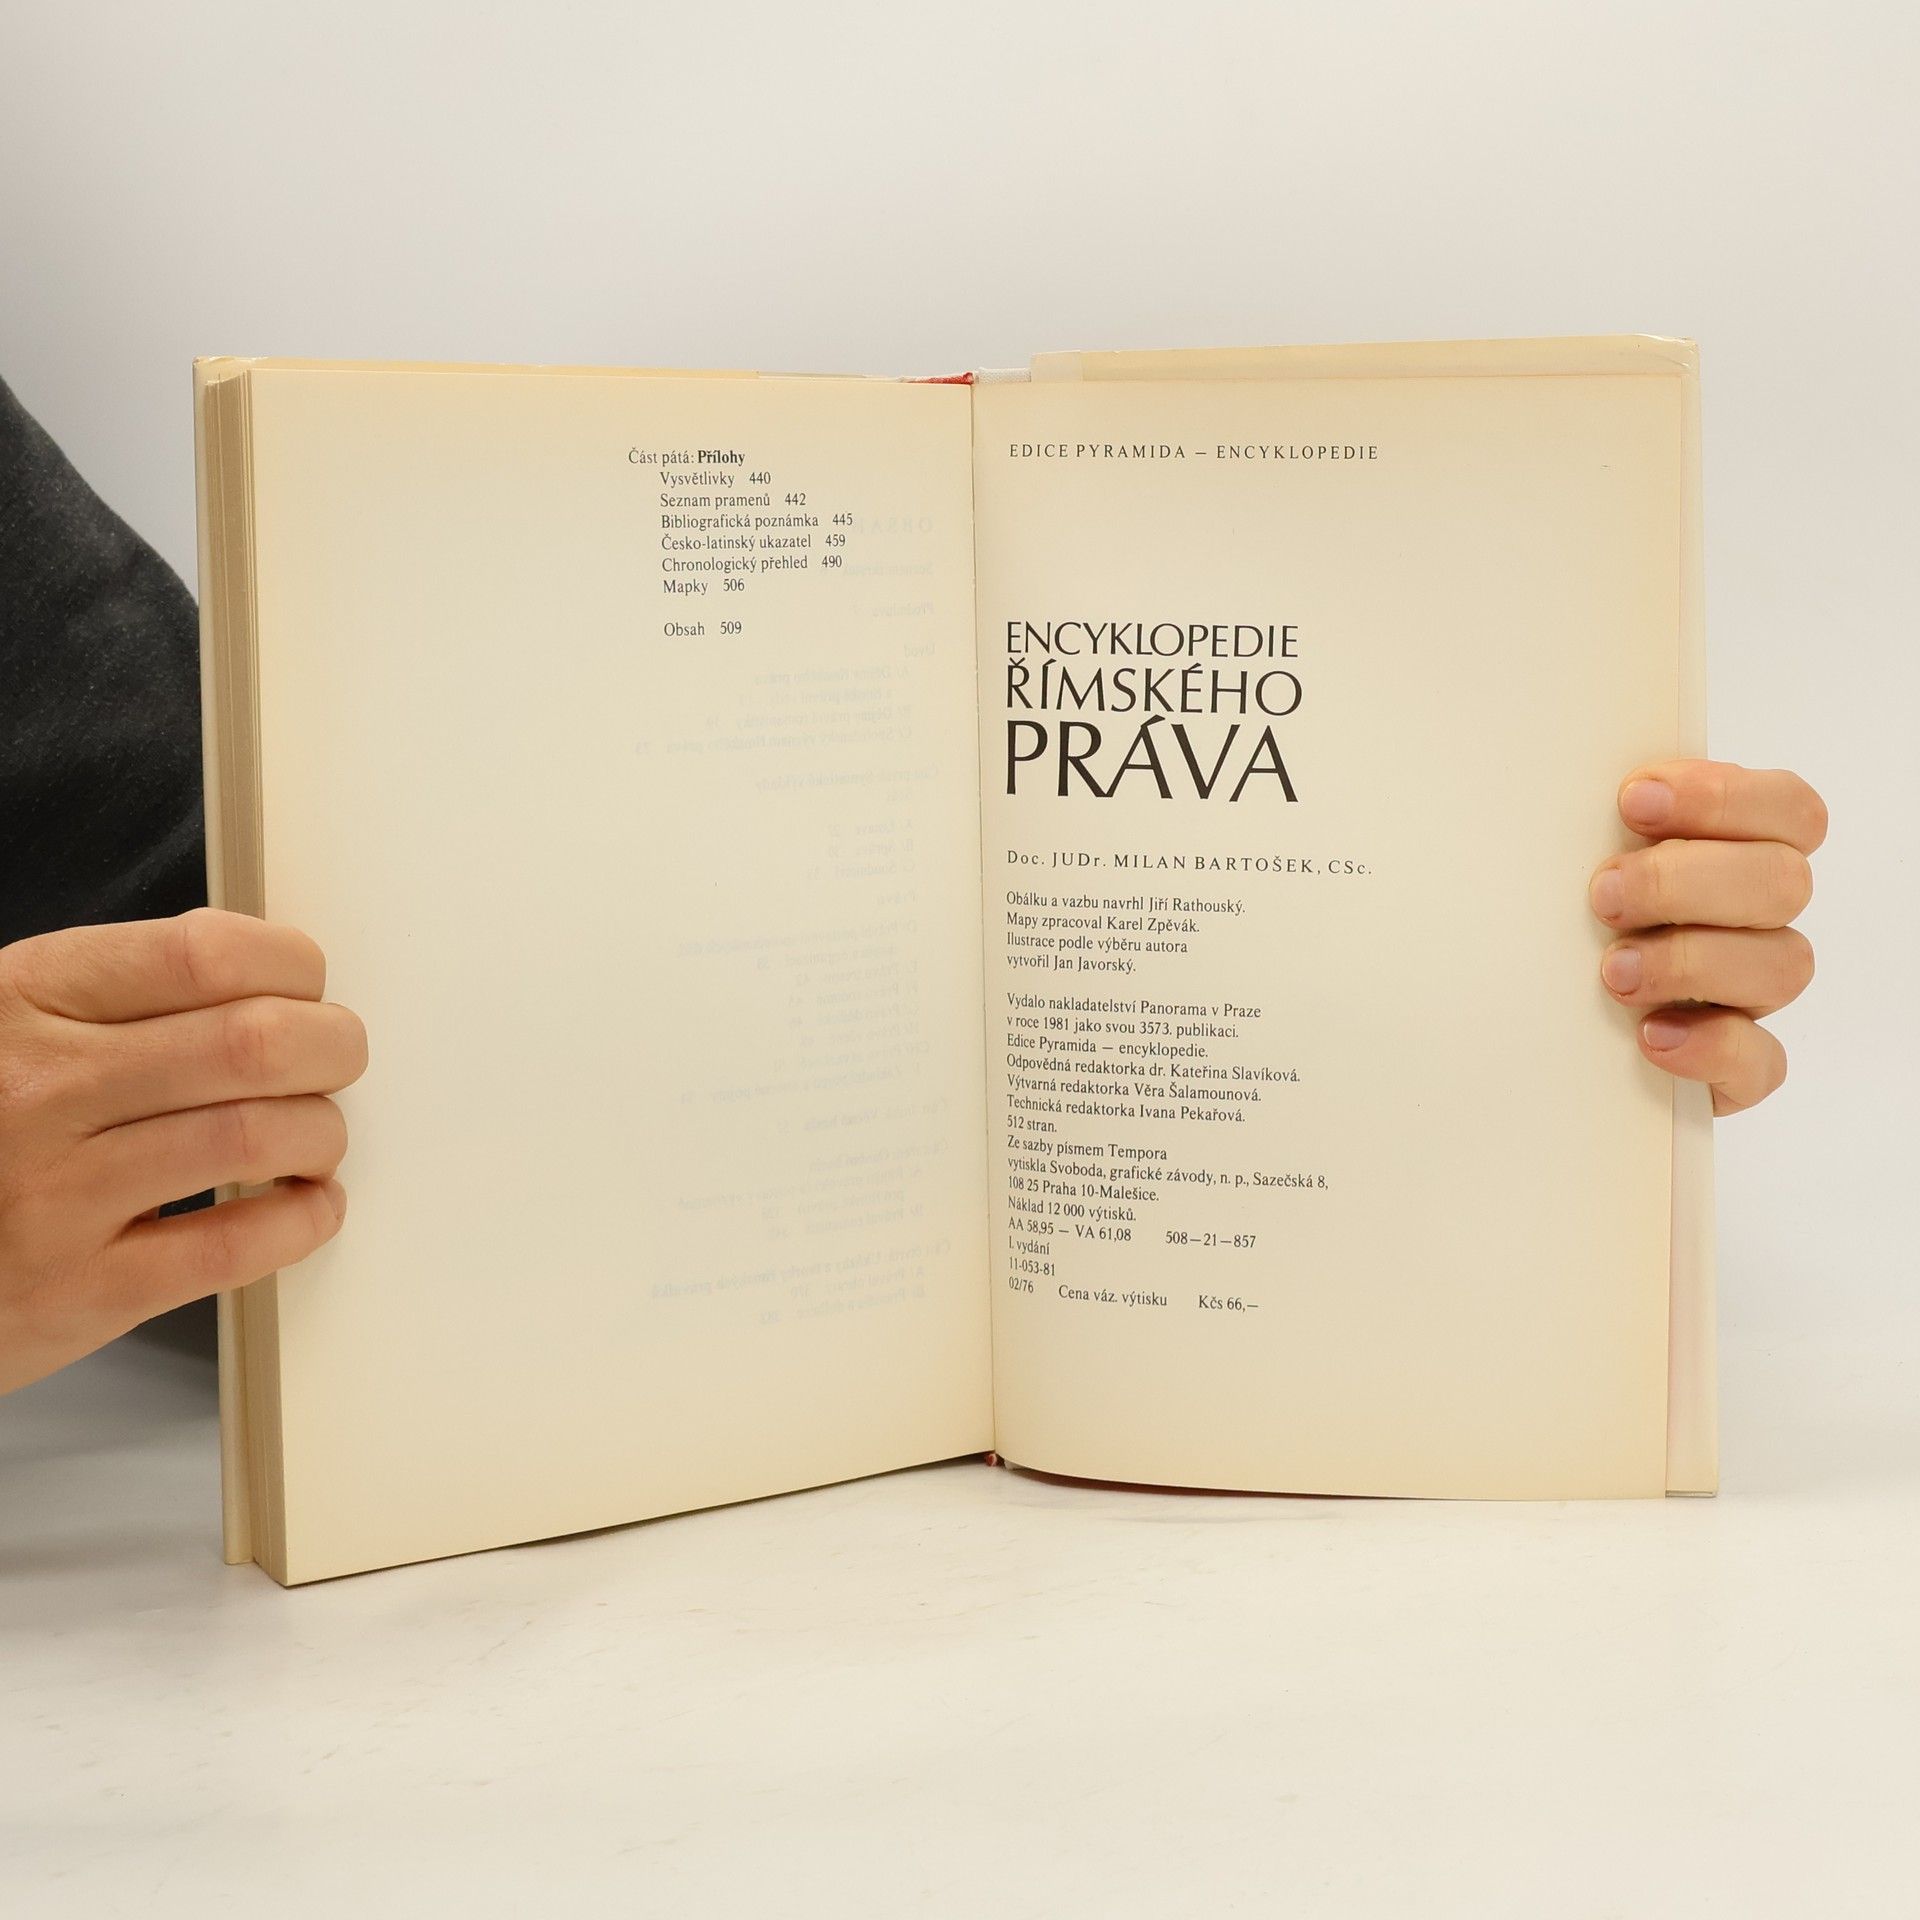 Část pátá: Přílohy
Vysvětlivky 440
Seznam pramenů 442
Bibliografická poznámka 445
Česko-latinský ukazatel 459
Chronologický přehled 490
Mapky 506
Obsah 509
EDICE PYRAMIDA — ENCYKLOPEDIE
ENCYKLOPEDIE
ŘÍMSKÉHO
PRÁVA
Doc. JUDr. MILAN BARTOŠEK, CSc.
Obálku a vazbu navrhl Jiří Rathouský.
Mapy zpracoval Karel Zpěvák.
Ilustrace podle výběru autora
vytvořil Jan Javorský.
Vydalo nakladatelství Panorama v Praze
v roce 1981 jako svou 3573. publikaci.
Edice Pyramida — encyklopedie.
Odpovědná redaktorka dr. Kateřina Slavíková.
Výtvarná redaktorka Věra Šalamounová.
Technická redaktorka Ivana Pekařová.
512 stran.
Ze sazby písmem Tempora
vytiskla Svoboda, grafické závody, n. p., Sazečská 8,
108 25 Praha 10-Malešice.
Náklad 12 000 výtisků.
AA 58,95 — VA 61,08 508—21—857
I. vydání
11-053-81
02/76 Cena váz. výtisku Kčs 66,—